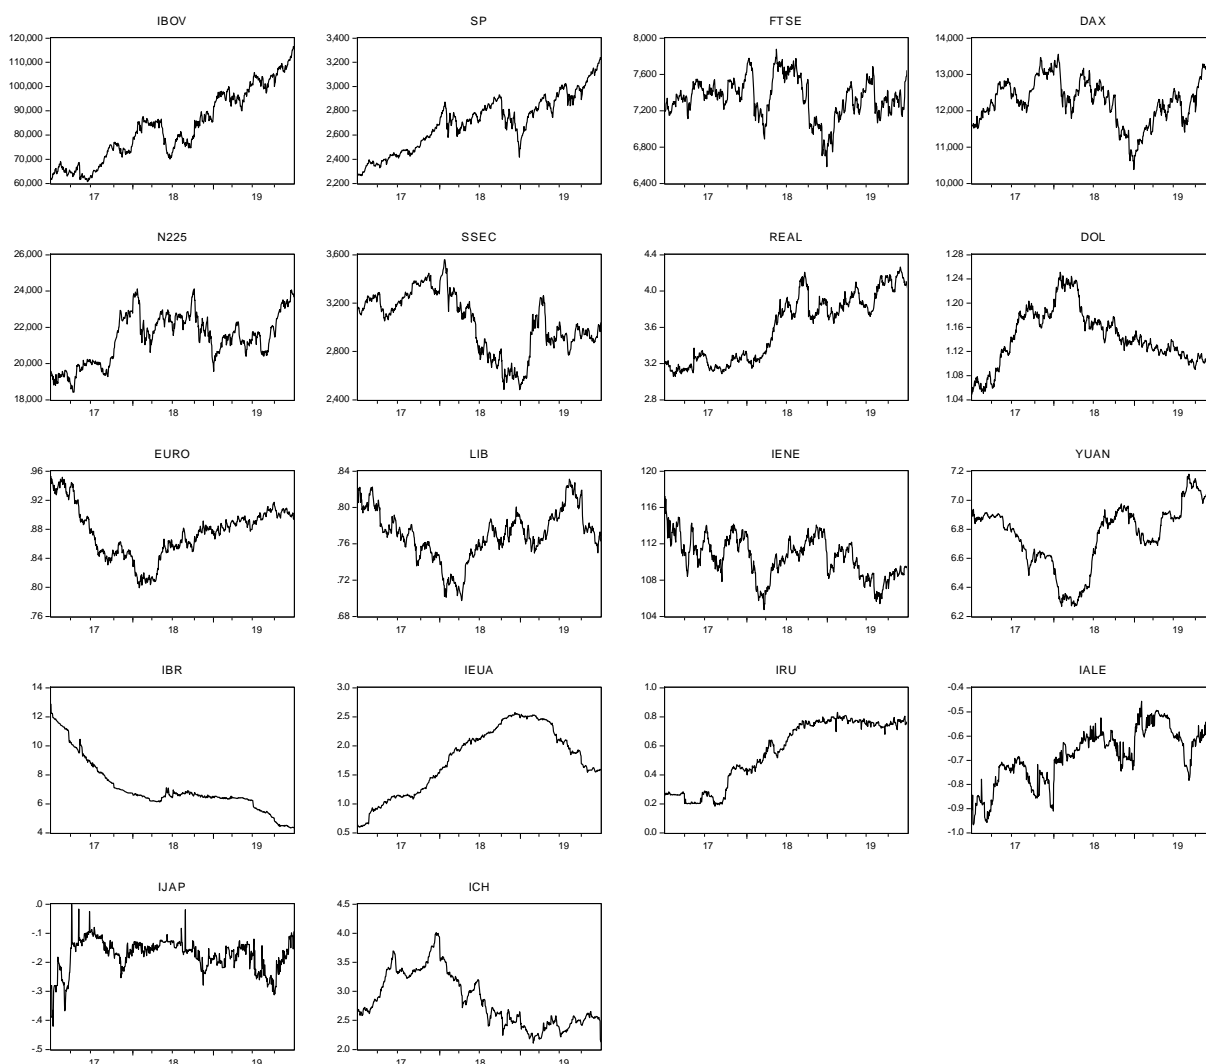 IBOV
120,000
110,000
100,000
90,000
80,000
70,000
60,000
17 18 19
SP
3,400
3,200
3,000
2,800
2,600
2,400
2,200
17 18 19
FTSE
8,000
7,600
7,200
6,800
6,400
17 18 19
DAX
14,000
13,000
12,000
11,000
10,000
17 18 19
N225
26,000
24,000
22,000
20,000
18,000
17 18 19
SSEC
3,600
3,200
2,800
2,400
17 18 19
REAL
4.4
4.0
3.6
3.2
2.8
17 18 19
DOL
1.28
1.24
1.20
1.16
1.12
1.08
1.04
17 18 19
EURO
.96
.92
.88
.84
.80
.76
17 18 19
LIB
.84
.80
.76
.72
.68
17 18 19
IENE
120
116
112
108
104
17 18 19
YUAN
7.2
7.0
6.8
6.6
6.4
6.2
17 18 19
IBR
14
12
10
8
6
4
17 18 19
IEUA
3.0
2.5
2.0
1.5
1.0
0.5
17 18 19
IRU
1.0
0.8
0.6
0.4
0.2
0.0
17 18 19
IALE
-0.4
-0.5
-0.6
-0.7
-0.8
-0.9
-1.0
17 18 19
IJAP
.0
-.1
-.2
-.3
-.4
-.5
17 18 19
ICH
4.5
4.0
3.5
3.0
2.5
2.0
17 18 19